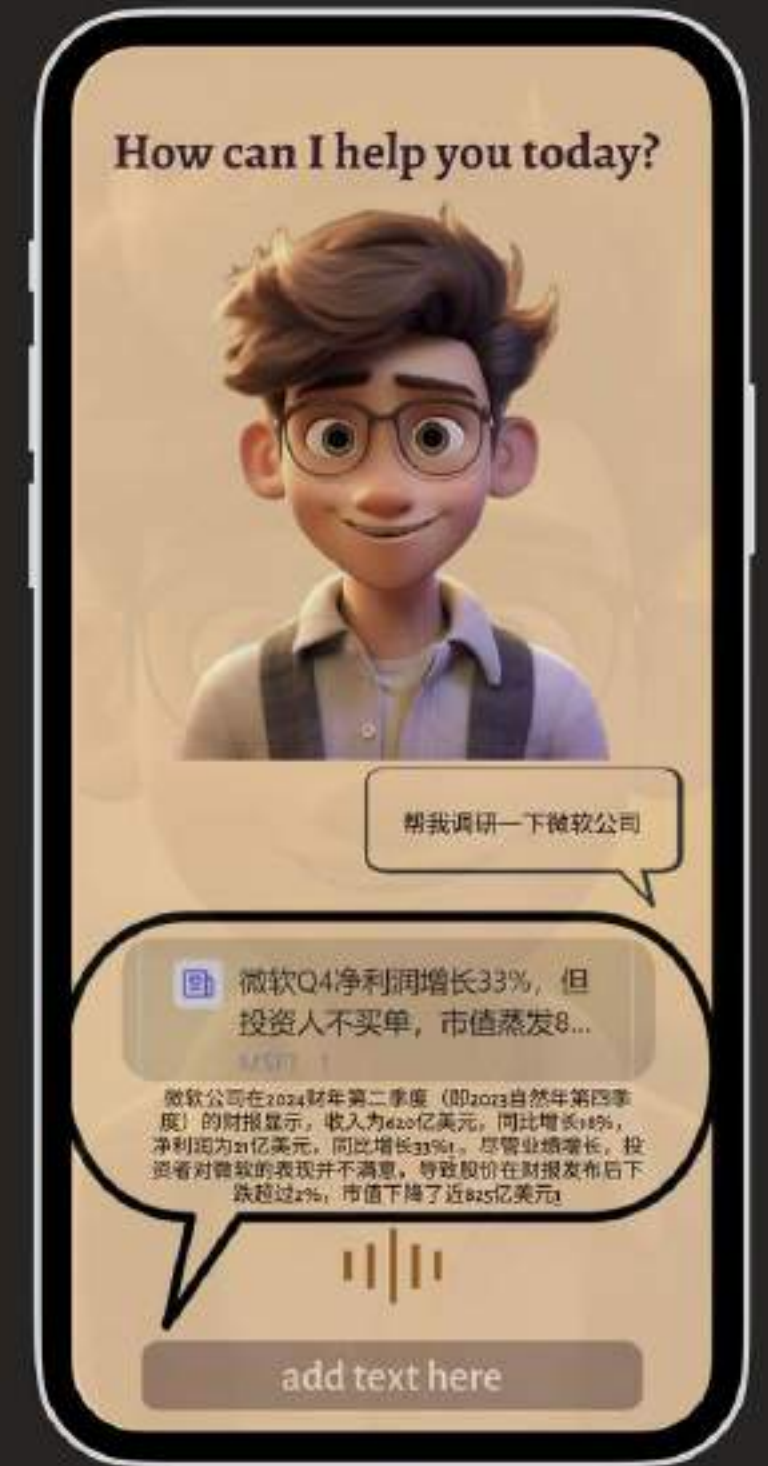 How can I help you today?
帮我调研一下微软公司
微软Q4净利润增长33%，但
投资人不买单，市值蒸发8...
微软公司在2024财年第二季度（即2023自然年第四季
度）的财报显示，收入为620亿美元，同比增长18%，
净利润为21亿美元，同比增长33%1。尽管业绩增长，投
资者对微软的表现并不满意，导致股价在财报发布后下
跌超过2%，市值下降了近825亿美元3
add text here